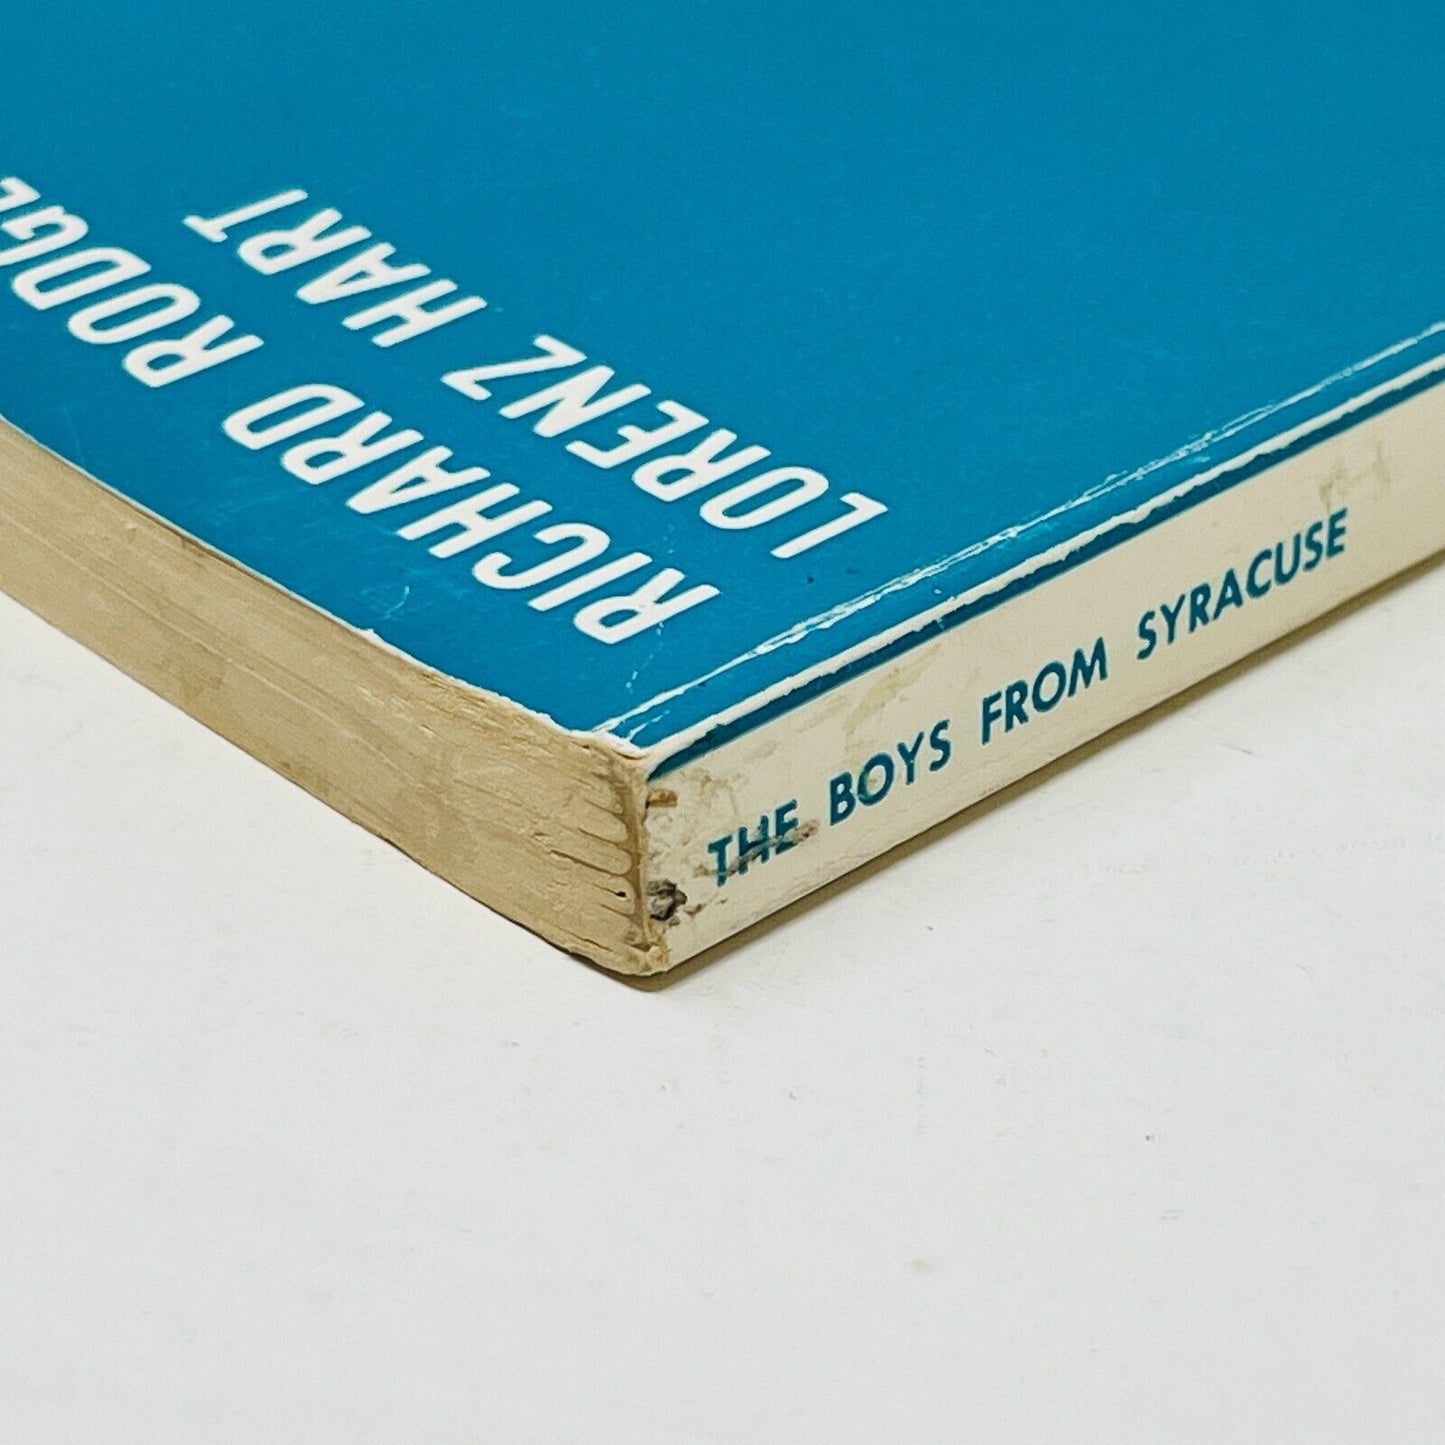 RICHARD RODGE
LORENZ HART
THE BOYS FROM SYRACUSE